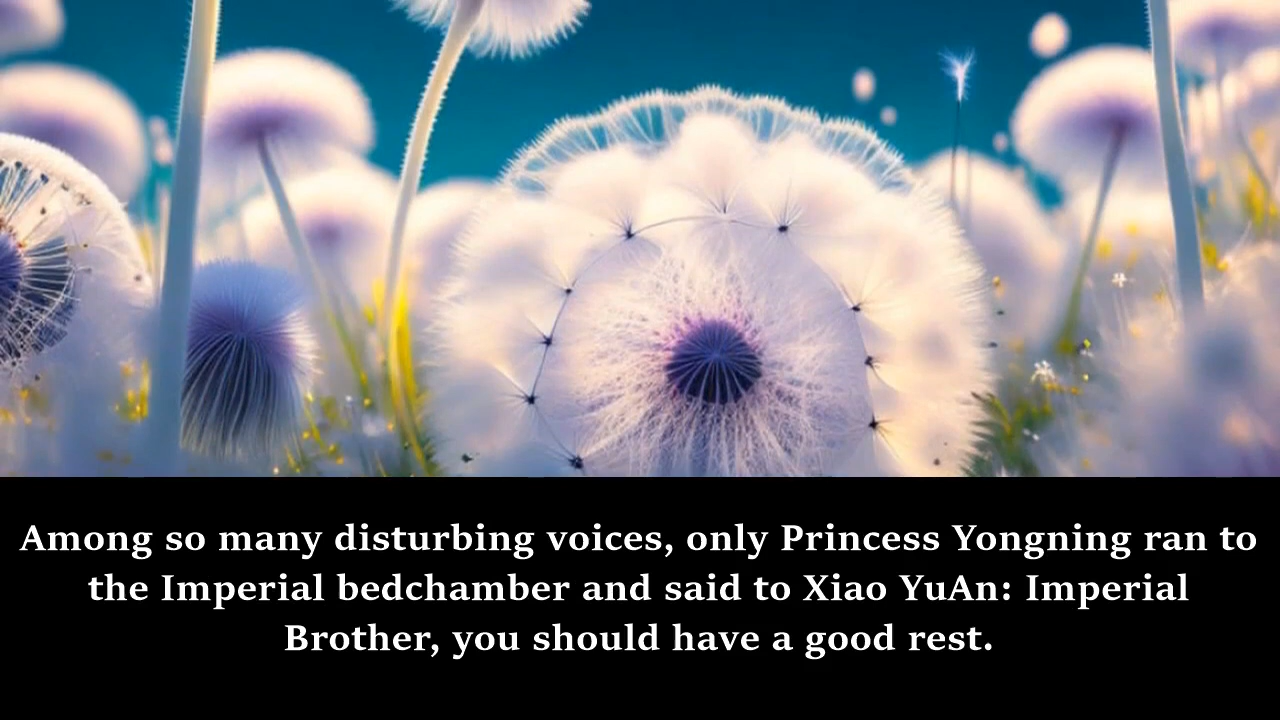 Among so many disturbing voices, only Princess Yongning ran to
the Imperial bedchamber and said to Xiao YuAn: Imperial
Brother, you should have a good rest.